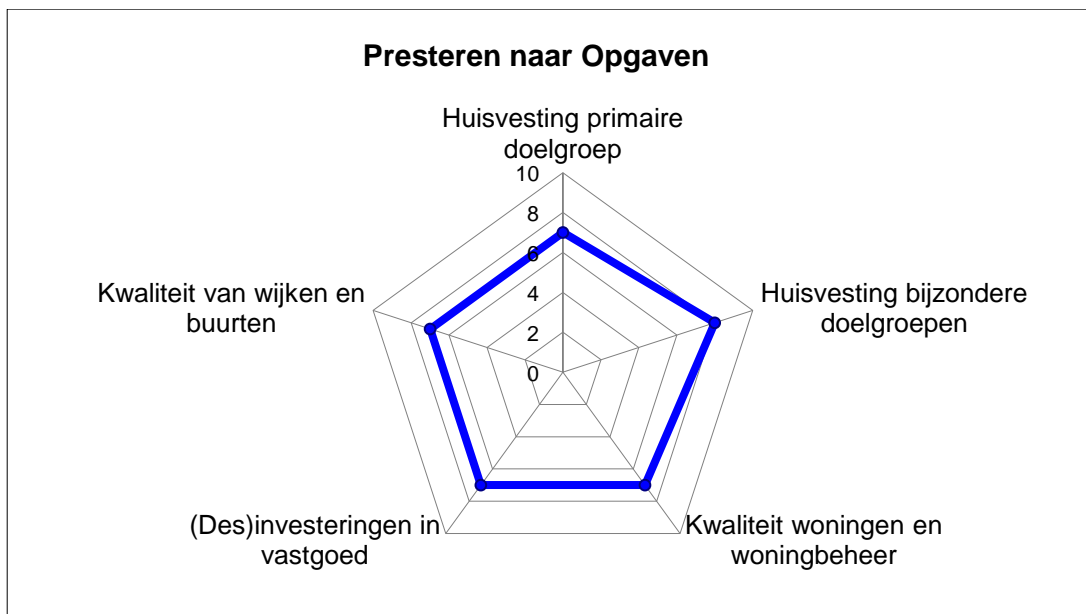 Presteren naar Opgaven
Huisvesting primaire
doelgroep
10
8
6
4
2
0
Huisvesting bijzondere
doelgroepen
Kwaliteit woningen en
woningbeheer
(Des)investeringen in
vastgoed
Kwaliteit van wijken en
buurten